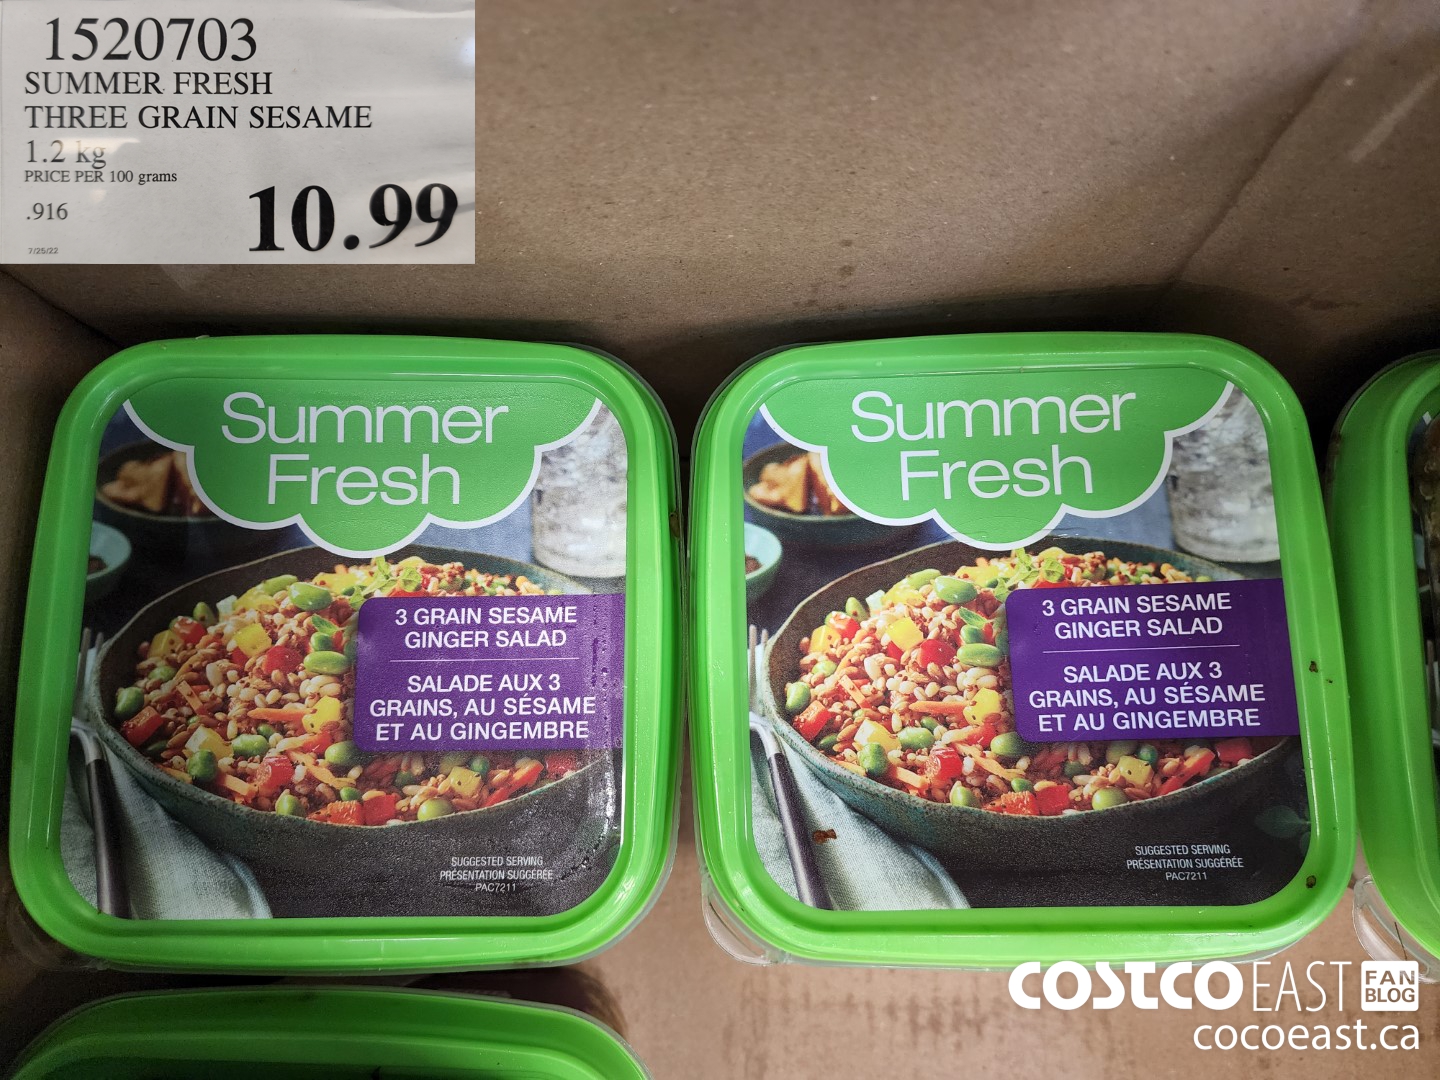 1520703
SUMMER FRESH
THREE GRAIN SESAME
1.2 kg
PRICE PER 100 grams
.916
10.99
7/25/22
Summer
Fresh
3 GRAIN SESAME
GINGER SALAD
SALADE AUX 3
GRAINS, AU SÉSAME
ET AU GINGEMBRE
SUGGESTED SERVING
PRÉSENTATION SUGGÉRÉE
PAC7211
Summer
Fresh
3 GRAIN SESAME
GINGER SALAD
SALADE AUX 3
GRAINS, AU SÉSAME
ET AU GINGEMBRE
SUGGESTED SERVING
PRÉSENTATION SUGGÉRÉE
PAC7211
COSTCO EAST FAN BLOG
cocoeast.ca